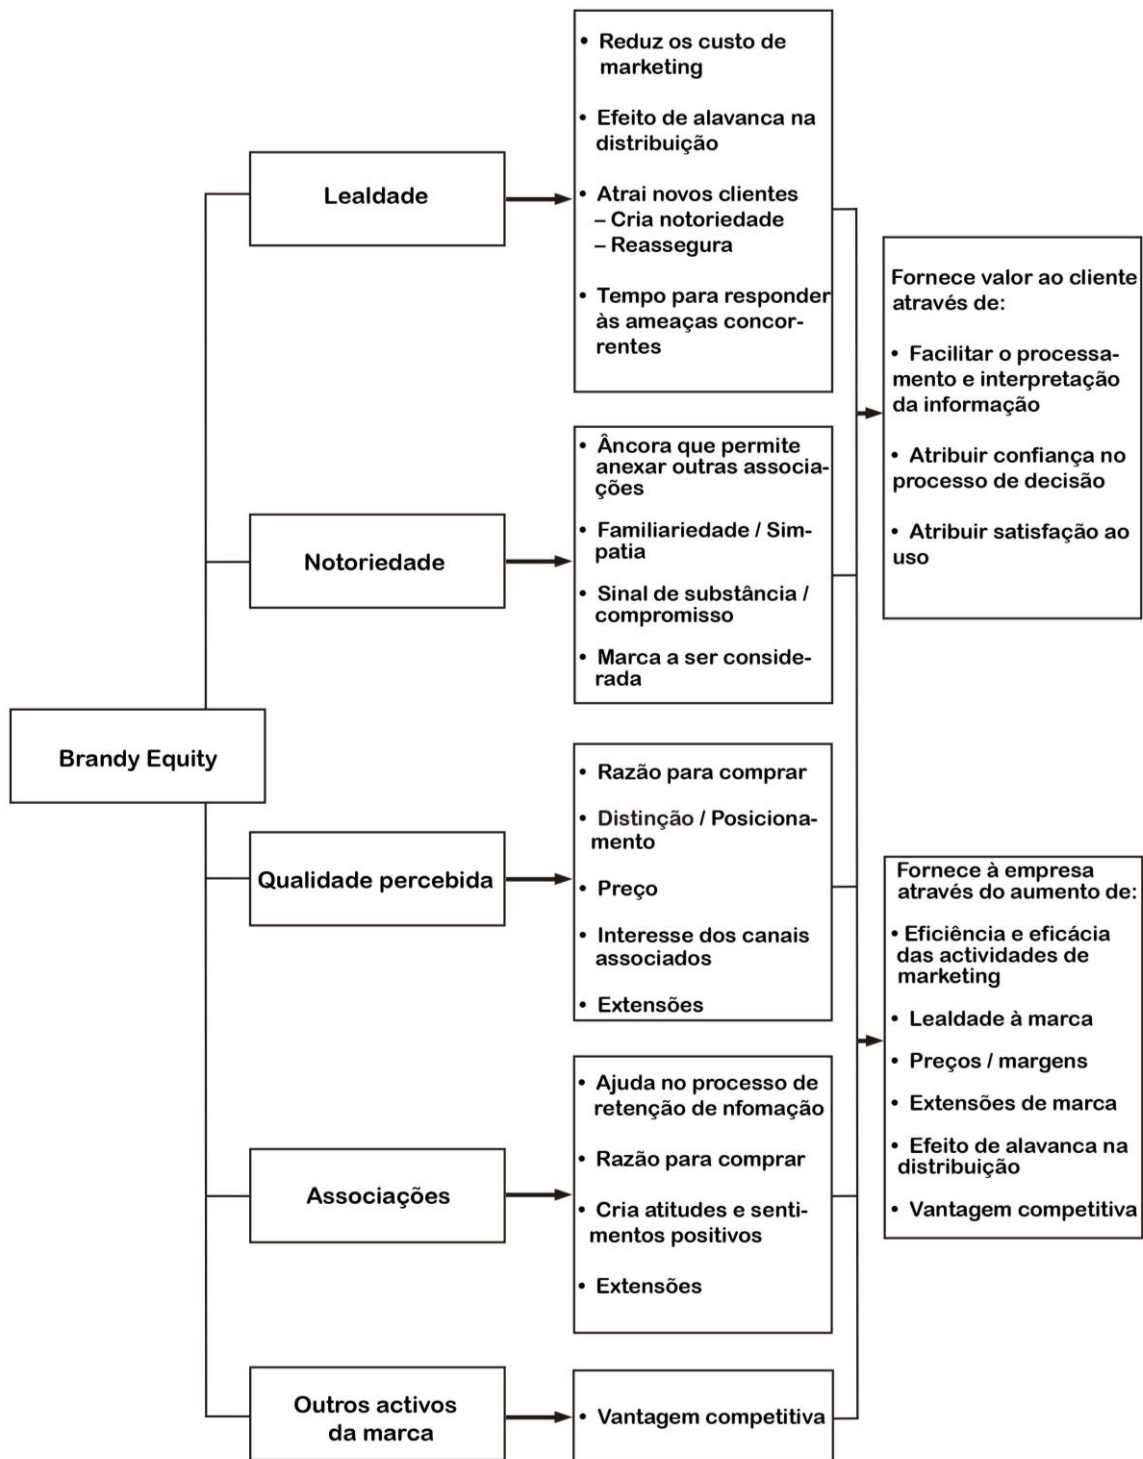 Brandy Equity
Lealdade
• Reduz os custo de
marketing
• Efeito de alavanca na
distribuição
• Atrai novos clientes
– Cria notoriedade
– Reassegura
• Tempo para responder
às ameaças concor-
rentes
Notoriedade
• Âncora que permite
anexar outras associa-
ções
• Familiariedade / Sim-
patia
• Sinal de substância /
compromisso
• Marca a ser conside-
rada
Qualidade percebida
• Razão para comprar
• Distinção / Posiciona-
mento
• Preço
• Interesse dos canais
associados
• Extensões
Associações
• Ajuda no processo de
retenção de nfomação
• Razão para comprar
• Cria atitudes e senti-
mentos positivos
• Extensões
Outros activos
da marca
• Vantagem competitiva
Fornece valor ao cliente
através de:
• Facilitar o processa-
mento e interpretação
da informação
• Atribuir confiança no
processo de decisão
• Atribuir satisfação ao
uso
Fornece à empresa
através do aumento de:
• Eficiência e eficácia
das actividades de
marketing
• Lealdade à marca
• Preços / margens
• Extensões de marca
• Efeito de alavanca na
distribuição
• Vantagem competitiva